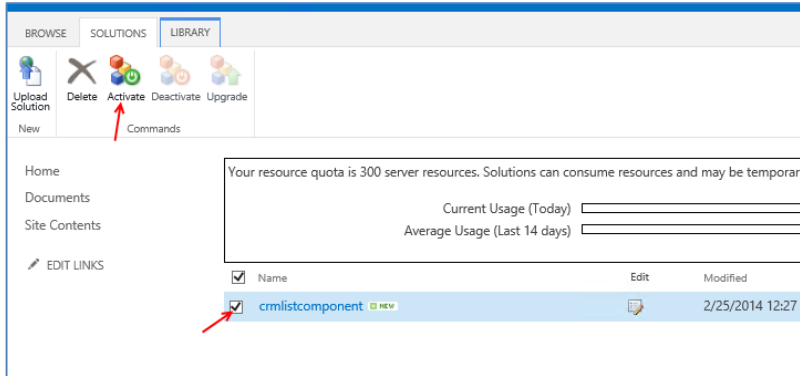 BROWSE SOLUTIONS LIBRARY
Upload Solution Delete Activate Deactivate Upgrade
New Commands
Home
Documents
Site Contents
EDIT LINKS
Your resource quota is 300 server resources. Solutions can consume resources and may be temporar
Current Usage (Today)
Average Usage (Last 14 days)
Name Edit Modified
crmlistcomponent NEW 2/25/2014 12:27